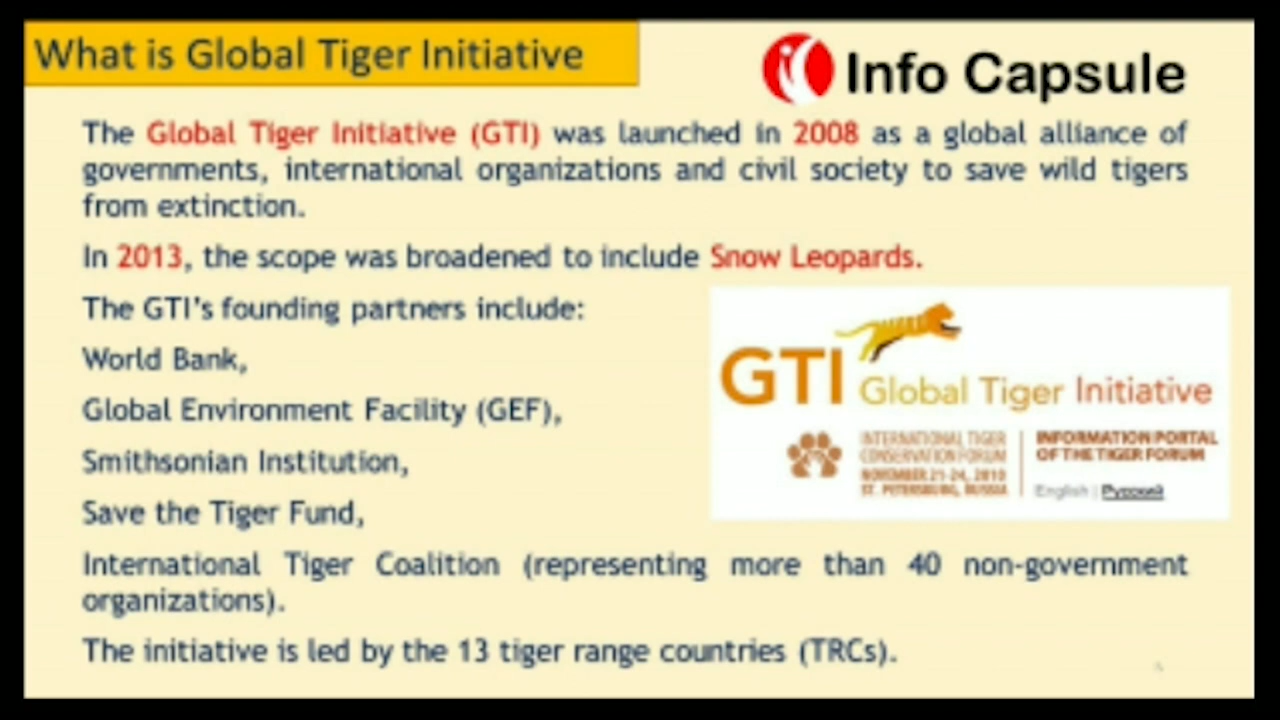 What is Global Tiger Initiative
Info Capsule
The Global Tiger Initiative (GTI) was launched in 2008 as a global alliance of
governments, international organizations and civil society to save wild tigers
from extinction.
In 2013, the scope was broadened to include Snow Leopards.
The GTI's founding partners include:
World Bank,
Global Environment Facility (GEF),
Smithsonian Institution,
Save the Tiger Fund,
GTI Global Tiger Initiative
INTERNATIONAL TIGER
CONSERVATION FORUM
NOVEMBER 21-24, 2010
ST. PETERSBURG, RUSSIA
INFORMATION PORTAL
OF THE TIGER FORUM
English | Русский
International Tiger Coalition (representing more than 40 non-government
organizations).
The initiative is led by the 13 tiger range countries (TRCs).